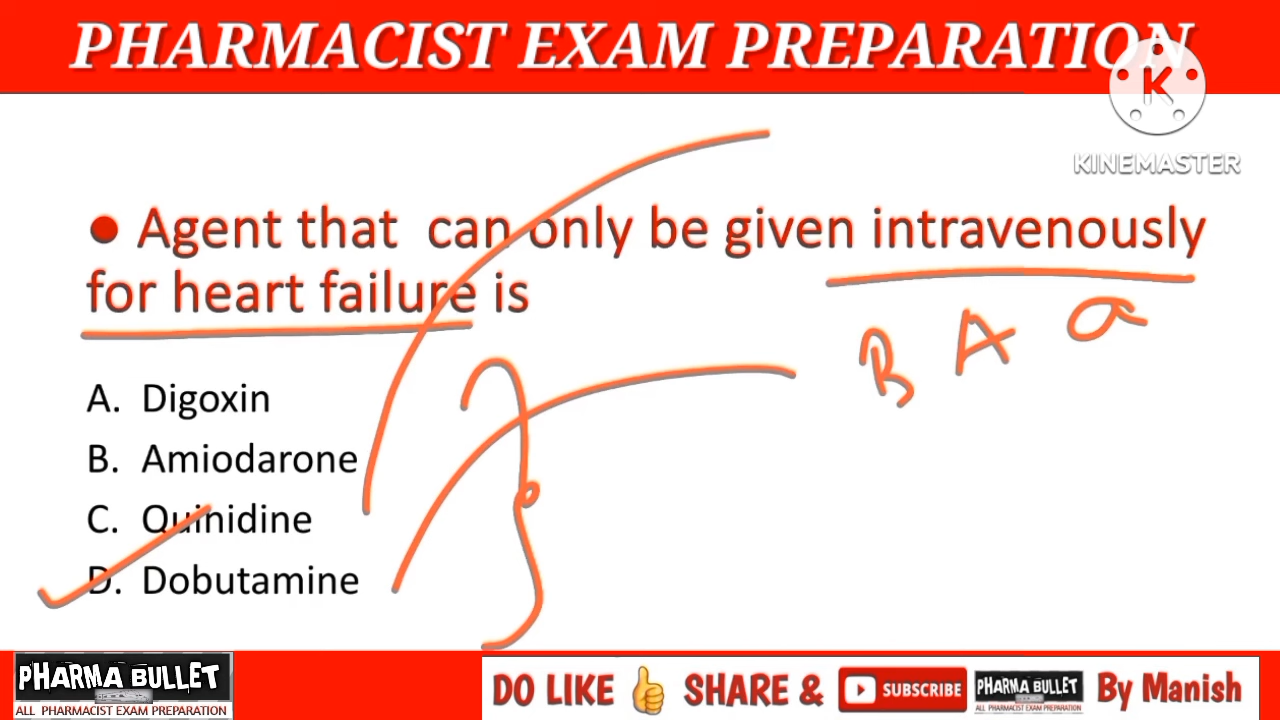 PHARMACIST EXAM PREPARATION
KINEMASTER
● Agent that can only be given intravenously
for heart failure is
B A a
A. Digoxin
B. Amiodarone
C. Quinidine
D. Dobutamine
PHARMA BULLET
ALL PHARMACIST EXAM PREPARATION
DO LIKE 👍 SHARE & SUBSCRIBE PHARMA BULLET By Manish
ALL PHARMACIST EXAM PREPARATION